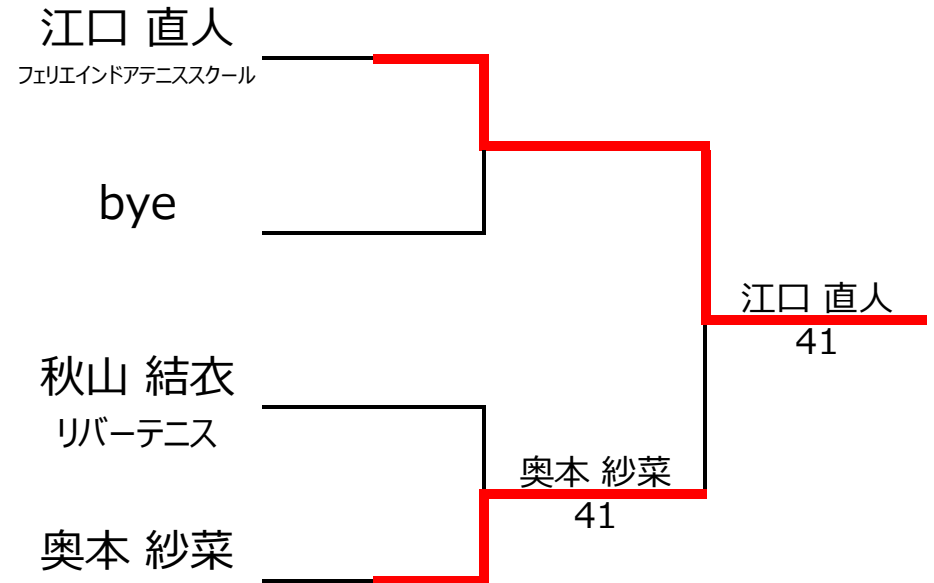 江口 直人
フェリエインドアテニススクール
bye
江口 直人
41
秋山 結衣
リバーテニス
奥本 紗菜
41
奥本 紗菜